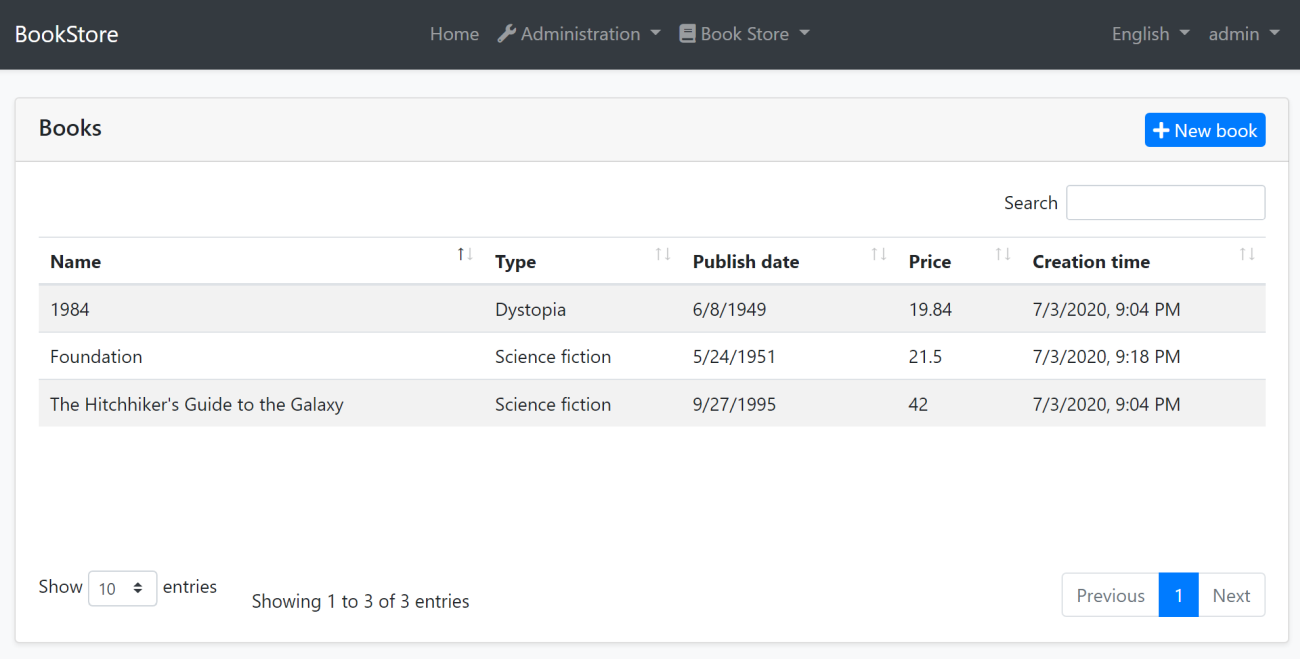 BookStore Home Administration Book Store English admin
Books New book
Search
Name Type Publish date Price Creation time
1984 Dystopia 6/8/1949 19.84 7/3/2020, 9:04 PM
Foundation Science fiction 5/24/1951 21.5 7/3/2020, 9:18 PM
The Hitchhiker's Guide to the Galaxy Science fiction 9/27/1995 42 7/3/2020, 9:04 PM
Show 10 entries Showing 1 to 3 of 3 entries Previous 1 Next